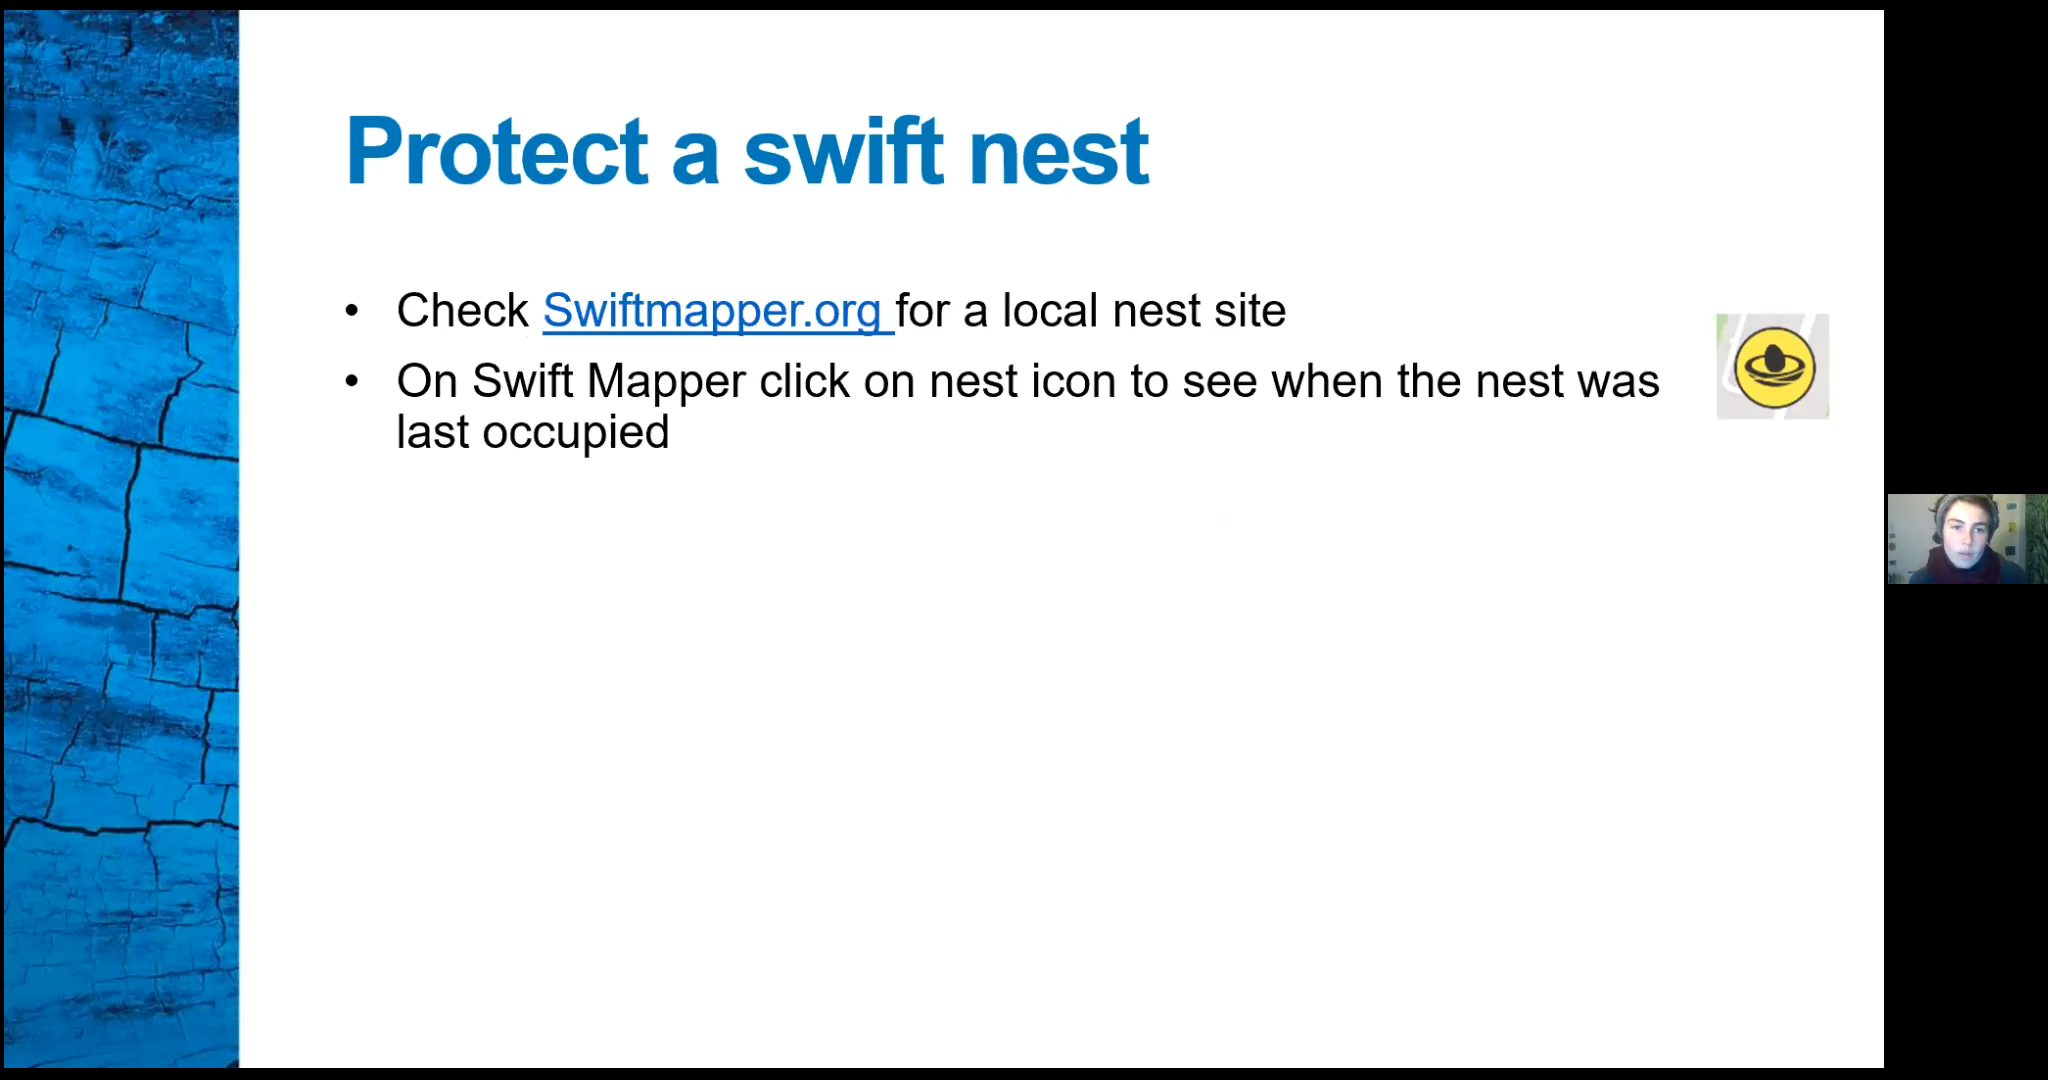 Protect a swift nest
• Check Swiftmapper.org for a local nest site
• On Swift Mapper click on nest icon to see when the nest was
last occupied